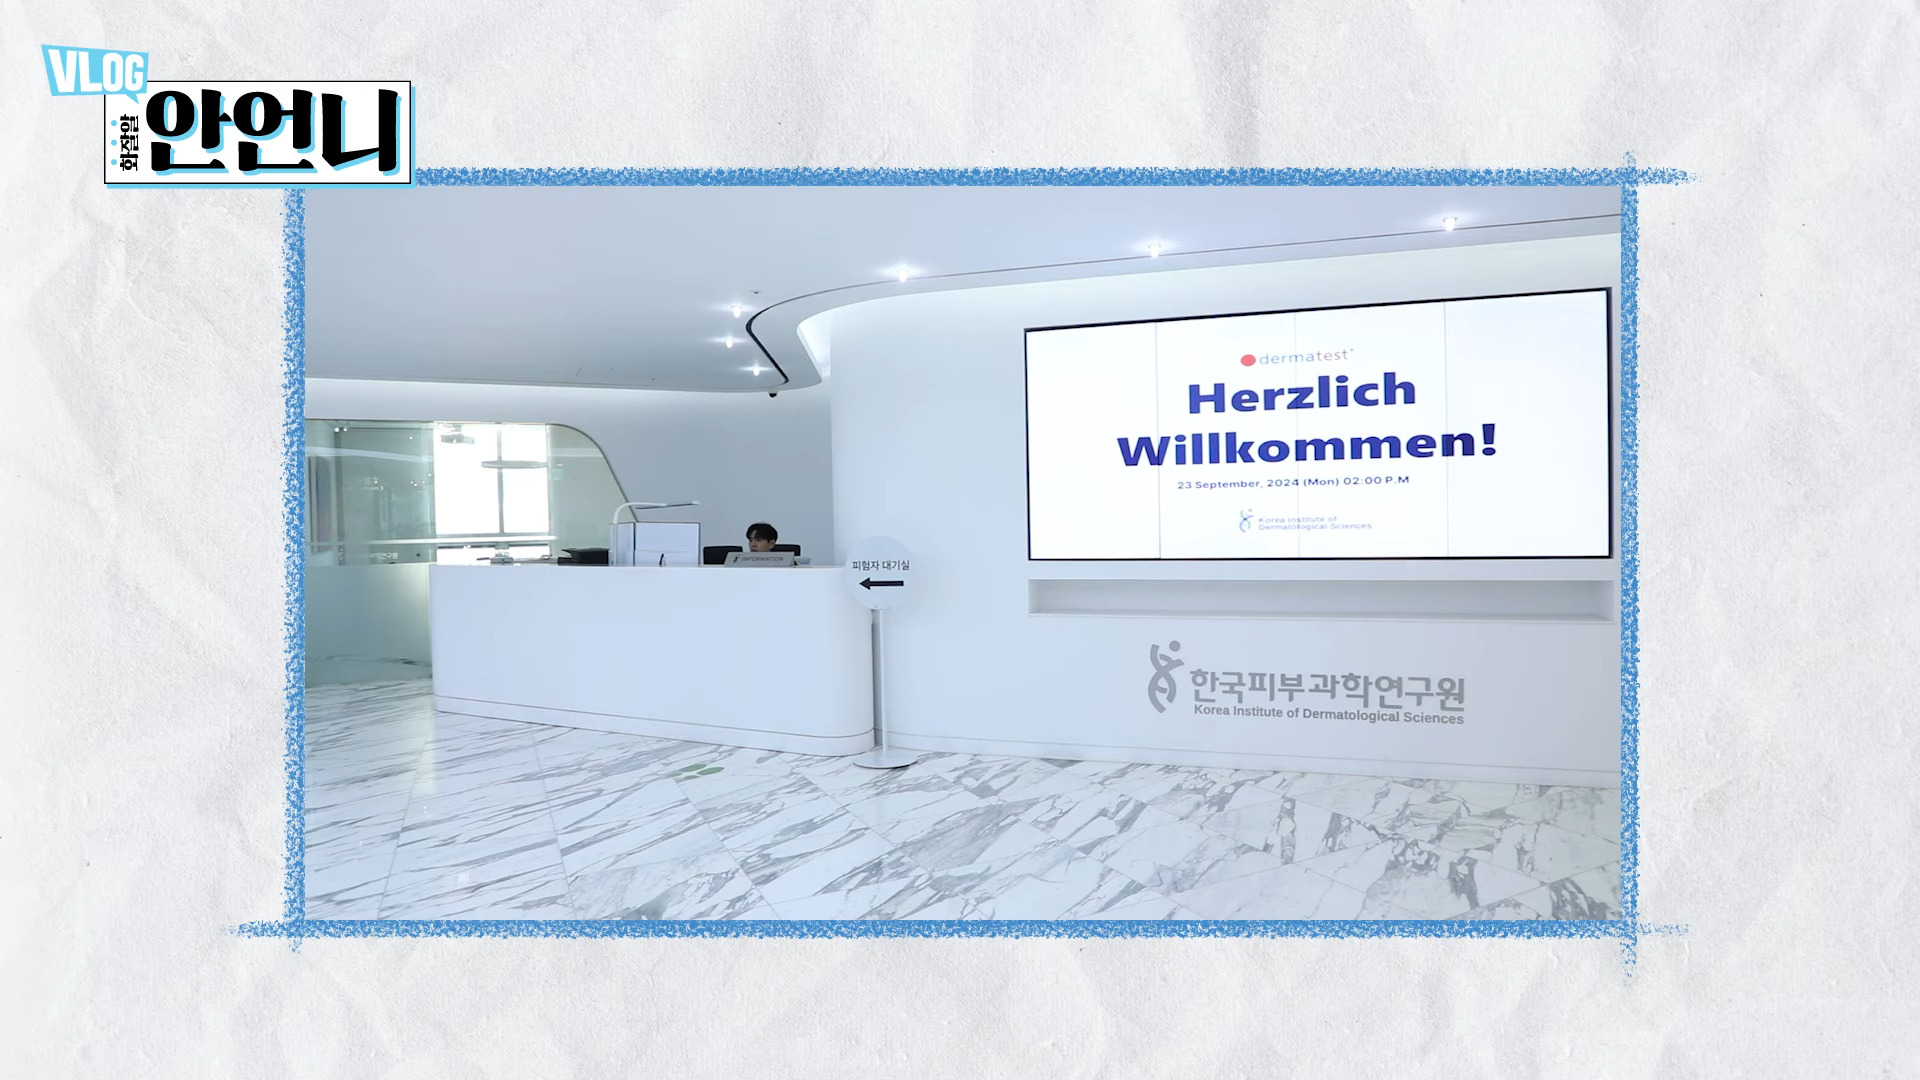 VLOG
화잘알
안언니
dermatest
Herzlich
Willkommen!
23 September, 2024 (Mon) 02:00 P.M
Korea Institute of
Dermatological Sciences
INFORMATION
피험자 대기실
한국피부과학연구원
Korea Institute of Dermatological Sciences